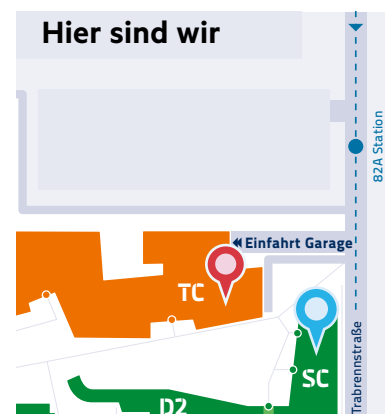 Hier sind wir
82A Station
Einfahrt Garage
TC
Trabrennstraße
SC
D2